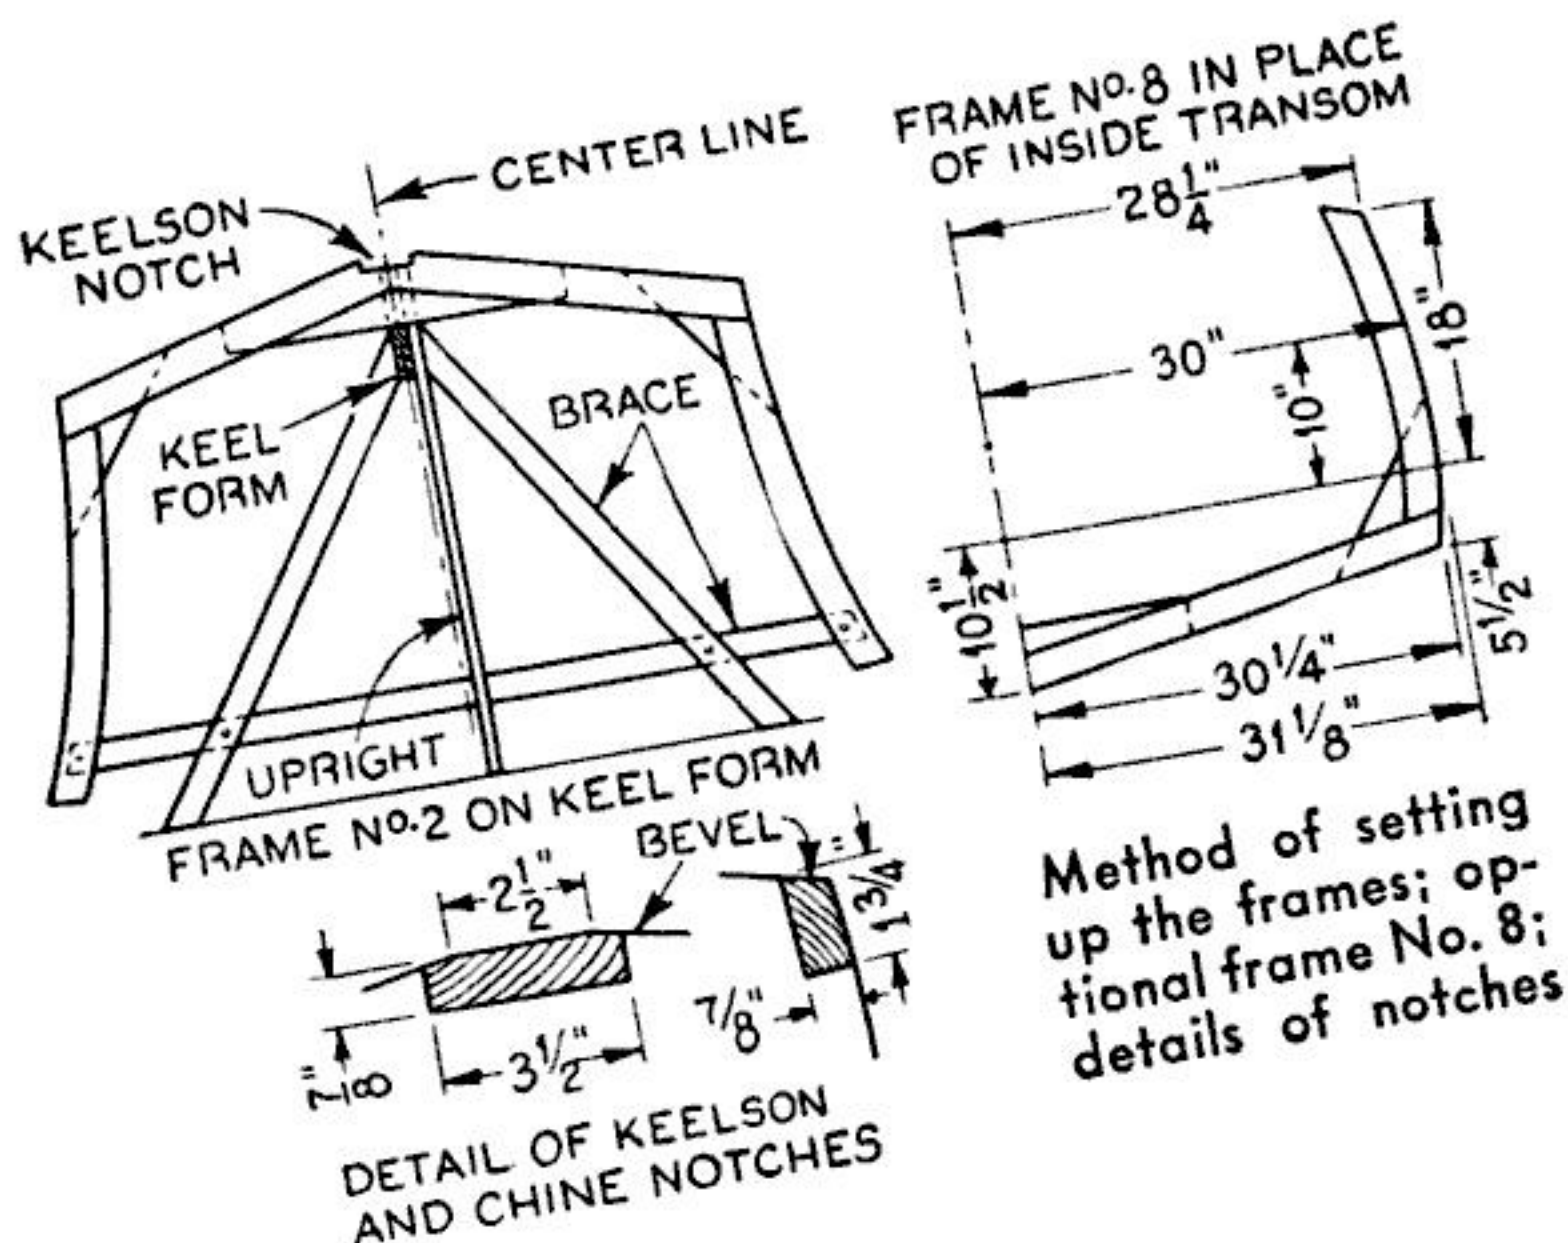 FRAME No. 8 IN PLACE
OF INSIDE TRANSOM
CENTER LINE
KEELSON
NOTCH
28 1/4"
18"
30"
10"
BRACE
KEEL
FORM
10 1/2"
5 1/2"
30 1/4"
31 1/8"
UPRIGHT
FRAME No. 2 ON KEEL FORM
BEVEL
2 1/2"
1 3/4"
7/8"
3 1/2"
7/8"
DETAIL OF KEELSON
AND CHINE NOTCHES
Method of setting
up the frames; op-
tional frame No. 8;
details of notches